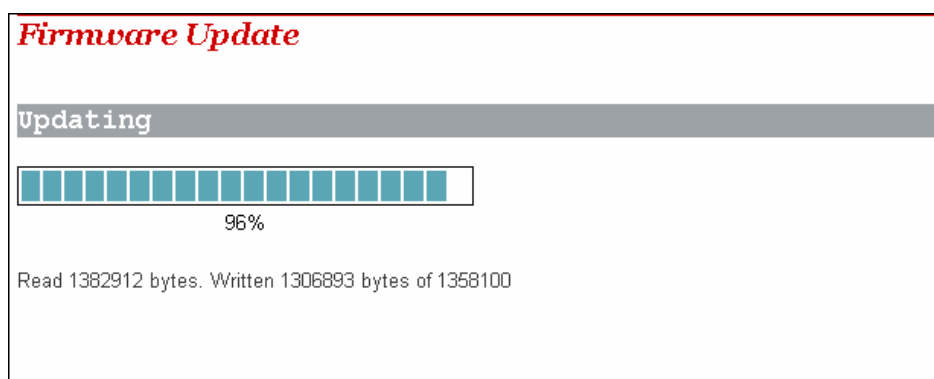 Firmware Update
Updating
96%
Read 1382912 bytes. Written 1306893 bytes of 1358100